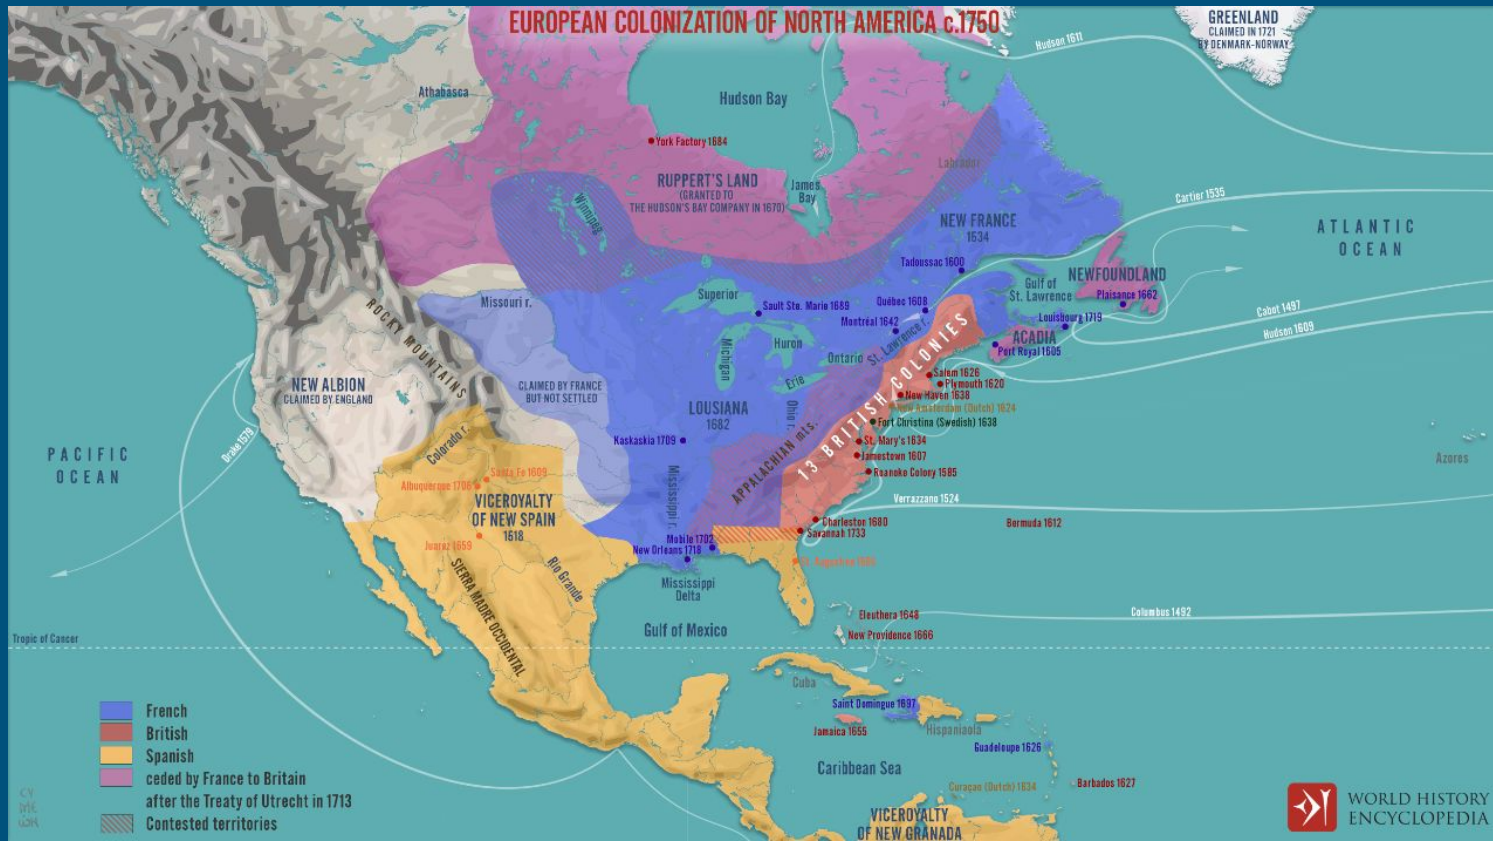 EUROPEAN COLONIZATION OF NORTH AMERICA c.1750
GREENLAND
CLAIMED IN 1721
BY DENMARK-NORWAY
Hudson 1611
Athabasca
Hudson Bay
York Factory 1684
Labrador
RUPPERT'S LAND
(GRANTED TO
THE HUDSON'S BAY COMPANY IN 1670)
James
Bay
Cartier 1535
Winnipeg
NEW FRANCE
1534
ATLANTIC
OCEAN
Tadoussac 1600
NEWFOUNDLAND
Plaisance 1662
Gulf of
St. Lawrence
Missouri r.
Superior
Sault Ste. Marie 1689
Québec 1608
Montréal 1642
St. Lawrence r.
Louisbourg 1719
Cabot 1497
Hudson 1609
ROCKY MOUNTAINS
Michigan
Huron
Ontario
Erie
ACADIA
Port Royal 1605
13 BRITISH COLONIES
Salem 1626
Plymouth 1620
New Haven 1638
New Amsterdam (Dutch) 1624
Fort Christina (Swedish) 1638
NEW ALBION
CLAIMED BY ENGLAND
CLAIMED BY FRANCE
BUT NOT SETTLED
LOUSIANA
1682
Ohio r.
Kaskaskia 1709
APPALACHIAN mts.
St. Mary's 1634
Jamestown 1607
Roanoke Colony 1585
PACIFIC
OCEAN
Drake 1579
Colorado r.
Azores
Santa Fe 1609
Albuquerque 1706
VICEROYALTY
OF NEW SPAIN
1618
Mississippi r.
Verrazzano 1524
Charleston 1680
Savannah 1733
Bermuda 1612
Juarez 1659
Mobile 1702
New Orleans 1718
St. Augustine
SIERRA MADRE OCCIDENTAL
Rio Grande
Mississippi
Delta
Eleuthera 1648
Columbus 1492
Gulf of Mexico
New Providence 1666
Tropic of Cancer
Cuba
Saint Domingue 1697
Jamaica 1655
Hispaniaola
Guadeloupe 1626
Caribbean Sea
Curaçao (Dutch) 1634
Barbados 1627
VICEROYALTY
OF NEW GRANADA
French
British
Spanish
ceded by France to Britain
after the Treaty of Utrecht in 1713
Contested territories
WORLD HISTORY
ENCYCLOPEDIA